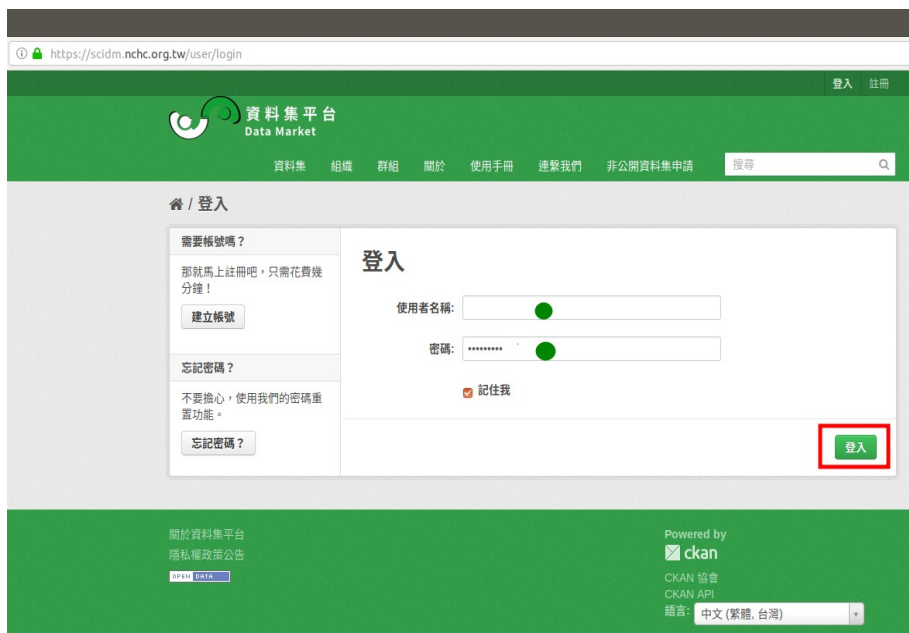 https://scidm.nchc.org.tw/user/login
登入 註冊
資料集平台
Data Market
資料集 組織 群組 關於 使用手冊 連繫我們 非公開資料集申請 搜尋
/ 登入
需要帳號嗎？
那就馬上註冊吧，只需花費幾
分鐘！
建立帳號
忘記密碼？
不要擔心，使用我們的密碼重
置功能。
忘記密碼？
登入
使用者名稱:
密碼: •••••••••
記住我
登入
關於資料集平台
隱私權政策公告
OPEN DATA
Powered by
ckan
CKAN 協會
CKAN API
語言: 中文 (繁體, 台灣)